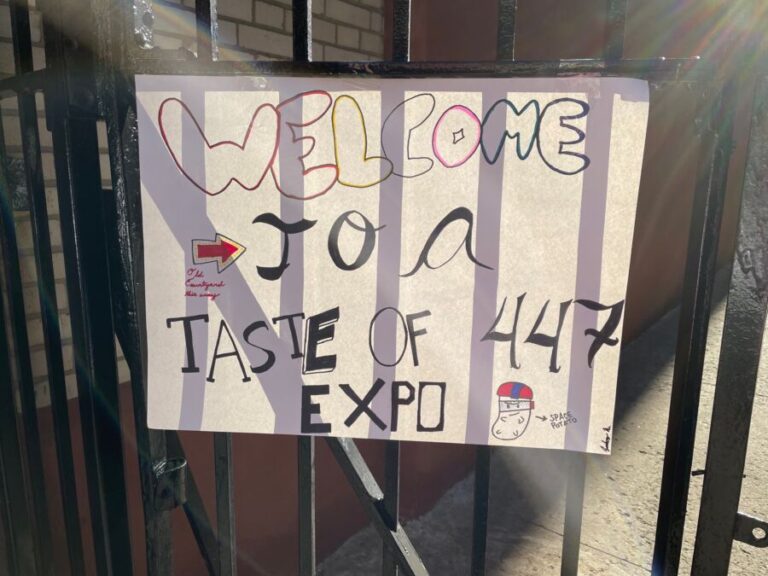 WELCOME
TO A
Old
Courtyard
this way
TASTE OF 447
EXPO
SPACE
POTATO